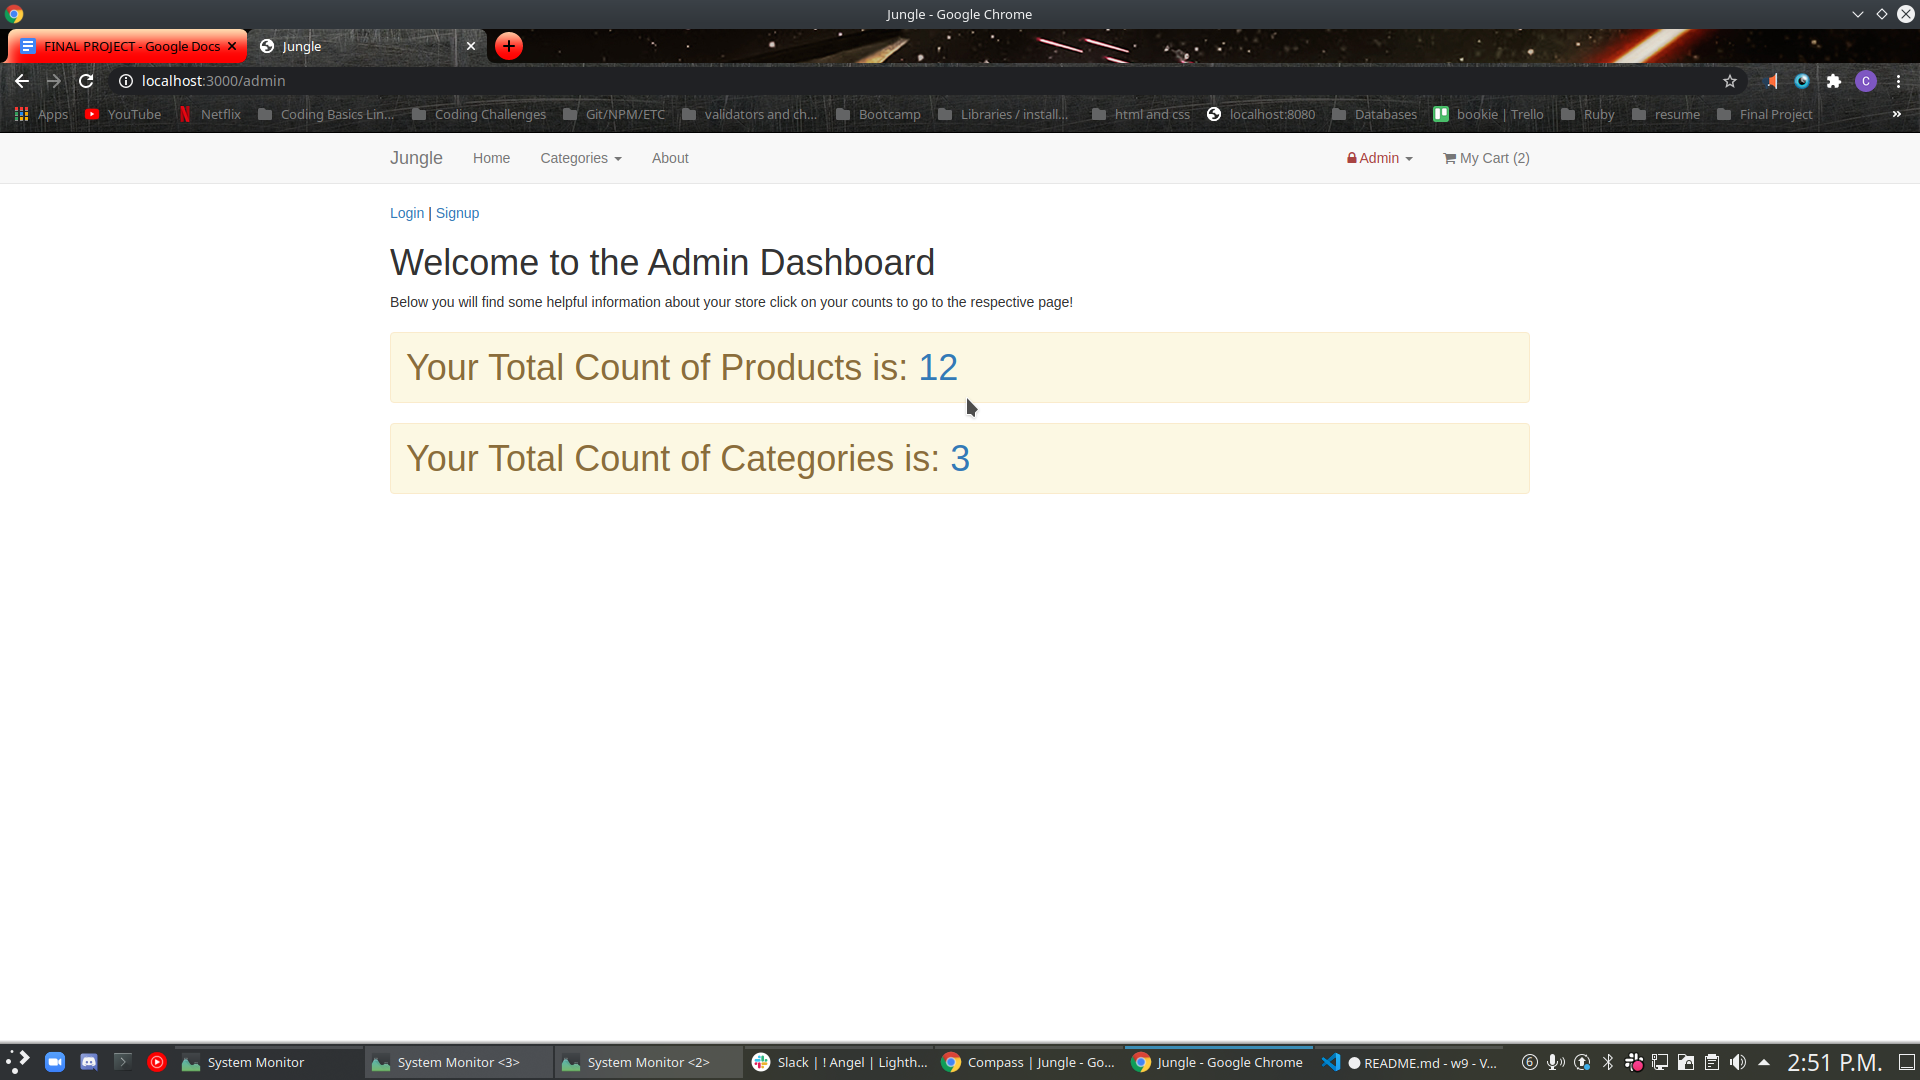 Jungle - Google Chrome
FINAL PROJECT - Google Docs
Jungle
localhost:3000/admin
C
Apps YouTube Netflix Coding Basics Lin... Coding Challenges Git/NPM/ETC validators and ch... Bootcamp Libraries / install... html and css localhost:8080 Databases bookie | Trello Ruby resume Final Project »
Jungle Home Categories About Admin My Cart (2)
Login | Signup
Welcome to the Admin Dashboard
Below you will find some helpful information about your store click on your counts to go to the respective page!
Your Total Count of Products is: 12
Your Total Count of Categories is: 3
System Monitor System Monitor <3> System Monitor <2> Slack | ! Angel | Lighth... Compass | Jungle - Go... Jungle - Google Chrome README.md - w9 - V... 6 2:51 P.M.